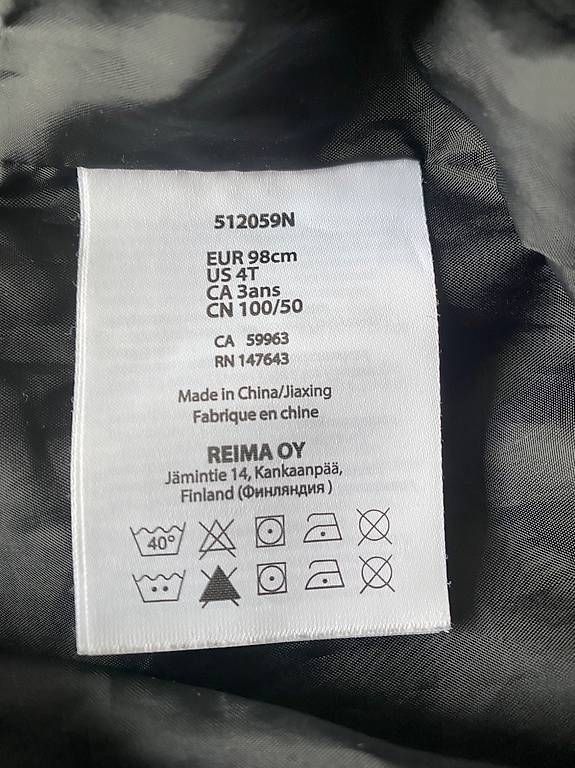 512059N
EUR 98cm
US 4T
CA 3ans
CN 100/50
CA 59963
RN 147643
Made in China/Jiaxing
Fabrique en chine
REIMA OY
Jämintie 14, Kankaanpää,
Finland (Финляндия )
40°